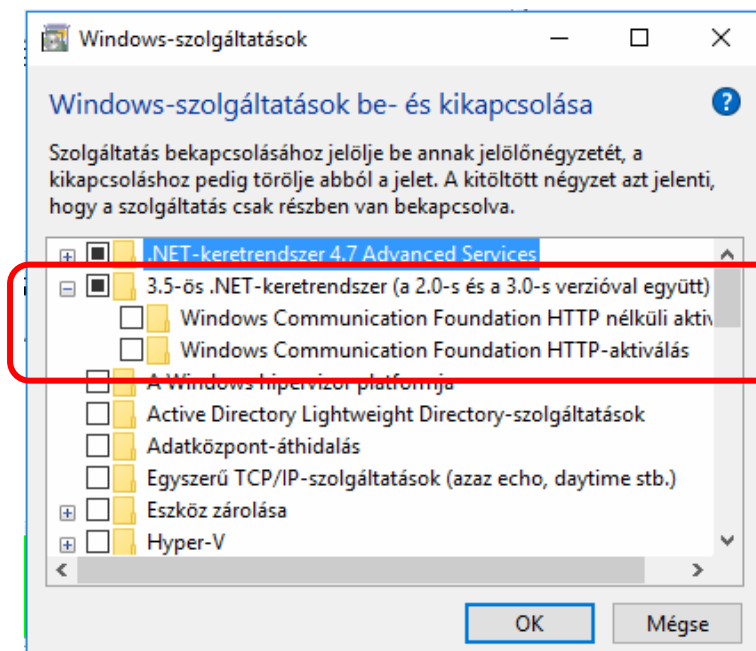 Windows-szolgáltatások
Windows-szolgáltatások be- és kikapcsolása
Szolgáltatás bekapcsolásához jelölje be annak jelölőnégyzetét, a
kikapcsoláshoz pedig törölje abból a jelet. A kitöltött négyzet azt jelenti,
hogy a szolgáltatás csak részben van bekapcsolva.
.NET-keretrendszer 4.7 Advanced Services
3.5-ös .NET-keretrendszer (a 2.0-s és a 3.0-s verzióval együtt)
Windows Communication Foundation HTTP nélküli aktiv
Windows Communication Foundation HTTP-aktiválás
A Windows hipervizor platformja
Active Directory Lightweight Directory-szolgáltatások
Adatközpont-áthidalás
Egyszerű TCP/IP-szolgáltatások (azaz echo, daytime stb.)
Eszköz zárolása
Hyper-V
OK Mégse